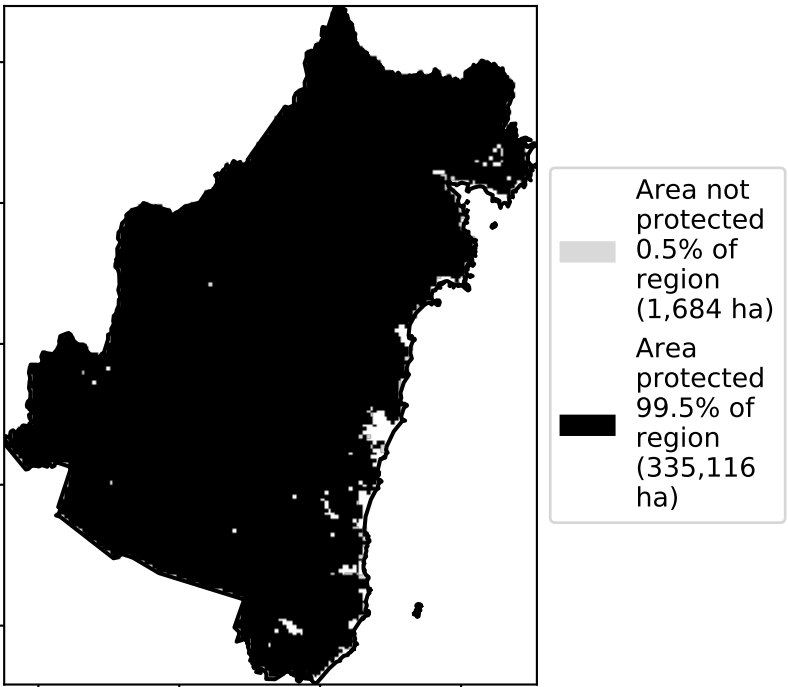 Area not
protected
0.5% of
region
(1,684 ha)
Area
protected
99.5% of
region
(335,116
ha)